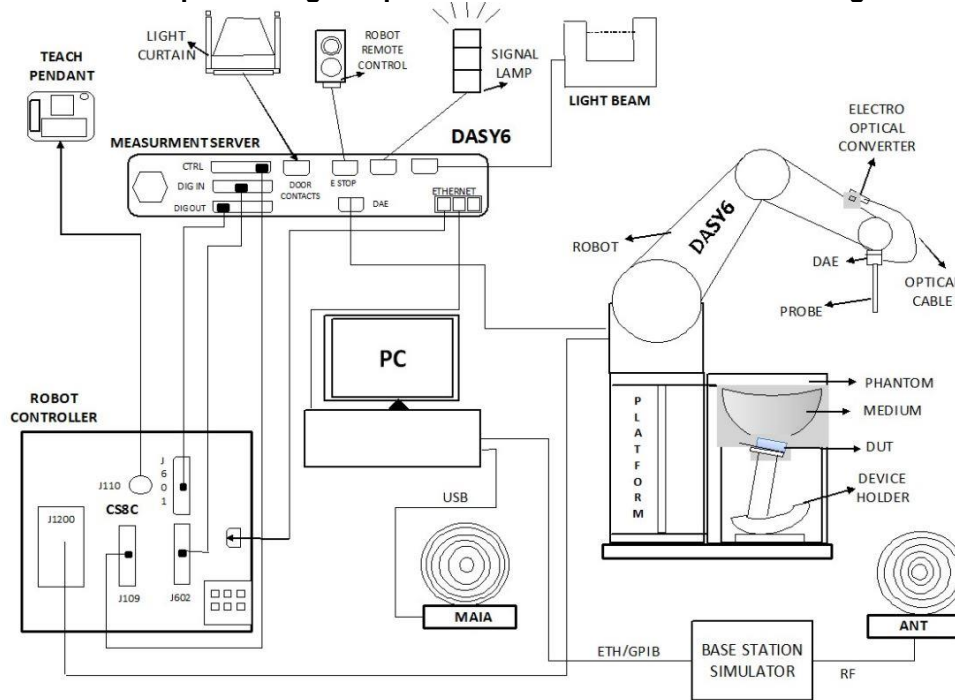 LIGHT
CURTAIN
ROBOT
REMOTE
CONTROL
SIGNAL
LAMP
LIGHT BEAM
TEACH
PENDANT
ELECTRO
OPTICAL
CONVERTER
MEASURMENT SERVER
DASY6
CTRL
DIG IN
DIG OUT
DOOR
CONTACTS
E STOP
DAE
ETHERNET
ROBOT
DASY6
DAE
OPTICAL
CABLE
PROBE
PC
PHANTOM
MEDIUM
DUT
DEVICE
HOLDER
PLATFORM
ROBOT
CONTROLLER
J601
J110
CS8C
J1200
J109
J602
USB
MAIA
ANT
ETH/GPIB
BASE STATION
SIMULATOR
RF